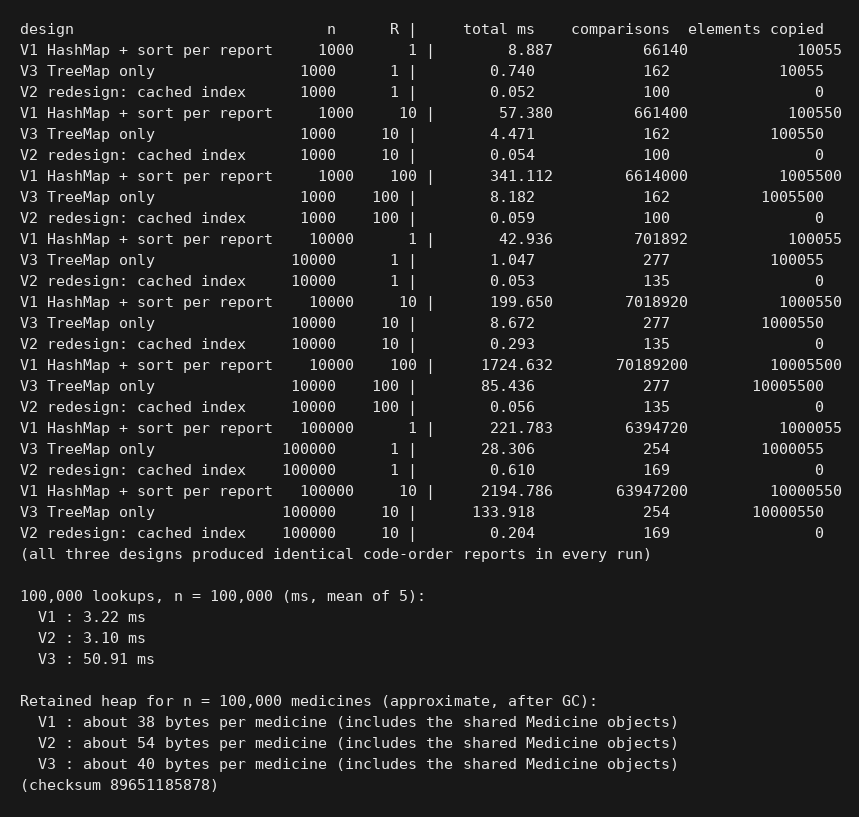 design                            n      R |     total ms    comparisons  elements copied
V1 HashMap + sort per report     1000      1 |        8.887          66140            10055
V3 TreeMap only                1000      1 |        0.740            162            10055
V2 redesign: cached index      1000      1 |        0.052            100                0
V1 HashMap + sort per report     1000     10 |       57.380         661400           100550
V3 TreeMap only                1000     10 |        4.471            162           100550
V2 redesign: cached index      1000     10 |        0.054            100                0
V1 HashMap + sort per report     1000    100 |      341.112        6614000          1005500
V3 TreeMap only                1000    100 |        8.182            162          1005500
V2 redesign: cached index      1000    100 |        0.059            100                0
V1 HashMap + sort per report    10000      1 |       42.936         701892           100055
V3 TreeMap only               10000      1 |        1.047            277           100055
V2 redesign: cached index     10000      1 |        0.053            135                0
V1 HashMap + sort per report    10000     10 |      199.650        7018920          1000550
V3 TreeMap only               10000     10 |        8.672            277          1000550
V2 redesign: cached index     10000     10 |        0.293            135                0
V1 HashMap + sort per report    10000    100 |     1724.632       70189200         10005500
V3 TreeMap only               10000    100 |       85.436            277         10005500
V2 redesign: cached index     10000    100 |        0.056            135                0
V1 HashMap + sort per report   100000      1 |      221.783        6394720          1000055
V3 TreeMap only              100000      1 |       28.306            254          1000055
V2 redesign: cached index    100000      1 |        0.610            169                0
V1 HashMap + sort per report   100000     10 |     2194.786       63947200         10000550
V3 TreeMap only              100000     10 |      133.918            254         10000550
V2 redesign: cached index    100000     10 |        0.204            169                0
(all three designs produced identical code-order reports in every run)

100,000 lookups, n = 100,000 (ms, mean of 5):
  V1 : 3.22 ms
  V2 : 3.10 ms
  V3 : 50.91 ms

Retained heap for n = 100,000 medicines (approximate, after GC):
  V1 : about 38 bytes per medicine (includes the shared Medicine objects)
  V2 : about 54 bytes per medicine (includes the shared Medicine objects)
  V3 : about 40 bytes per medicine (includes the shared Medicine objects)
(checksum 89651185878)